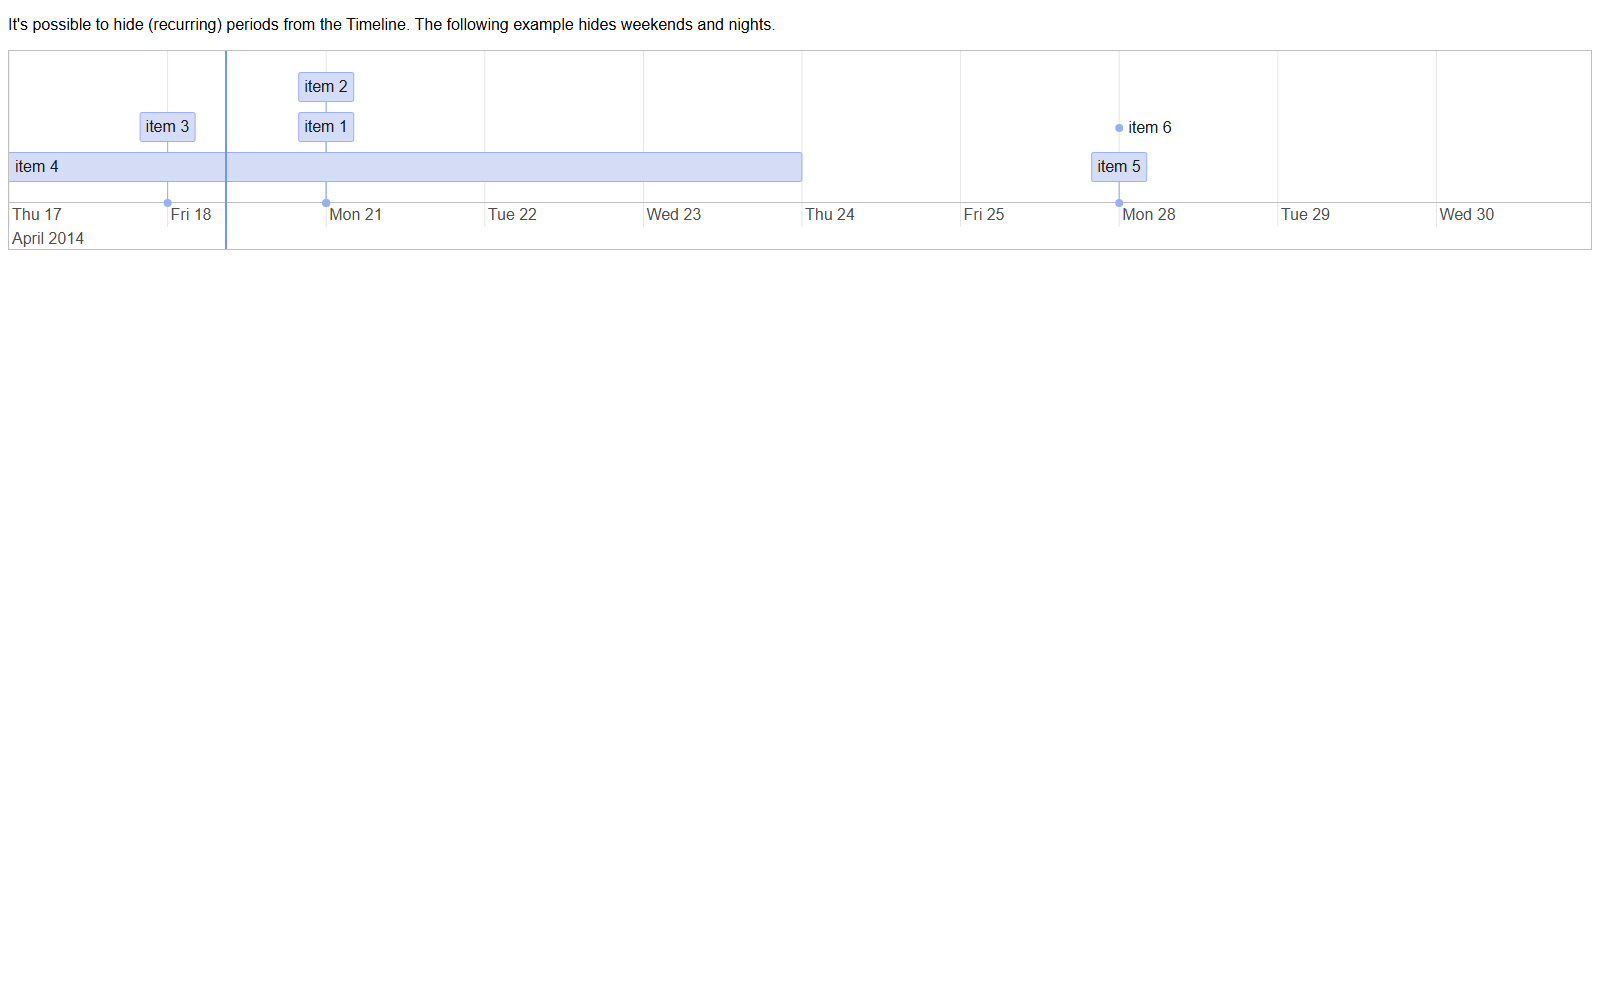 It's possible to hide (recurring) periods from the Timeline. The following example hides weekends and nights.
item 2
item 3 item 1 item 6
item 4 item 5
Thu 17 Fri 18 Mon 21 Tue 22 Wed 23 Thu 24 Fri 25 Mon 28 Tue 29 Wed 30
April 2014